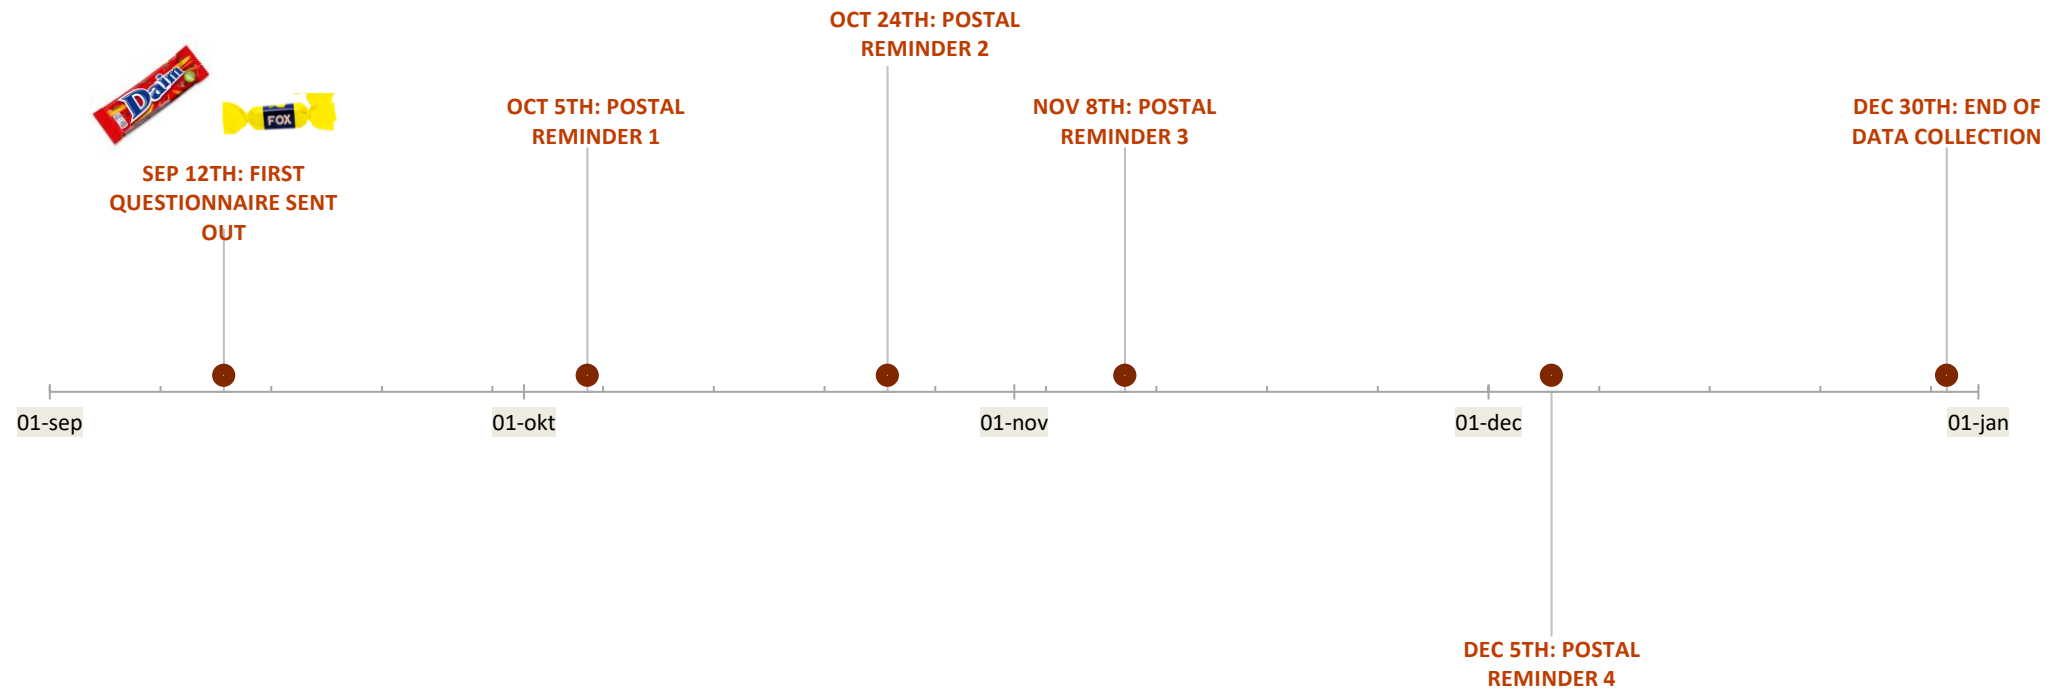 OCT 24TH: POSTAL
REMINDER 2
Daim
FOX
OCT 5TH: POSTAL
REMINDER 1
NOV 8TH: POSTAL
REMINDER 3
DEC 30TH: END OF
DATA COLLECTION
SEP 12TH: FIRST
QUESTIONNAIRE SENT
OUT
01-sep
01-okt
01-nov
01-dec
01-jan
DEC 5TH: POSTAL
REMINDER 4